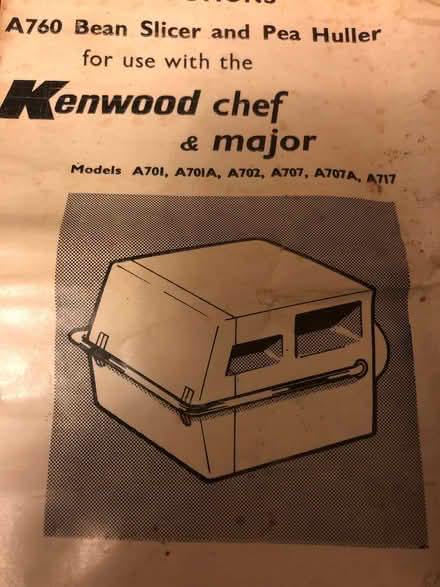 A760 Bean Slicer and Pea Huller
for use with the
Kenwood chef
& major
Models A701, A701A, A702, A707, A707A, A717